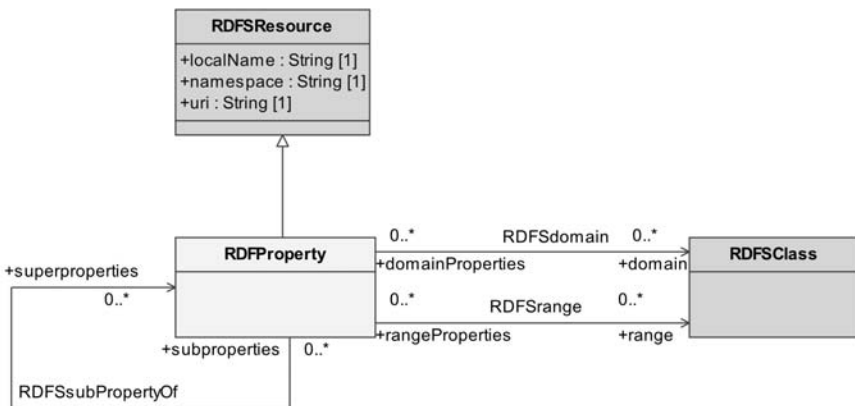 RDFSResource
+localName : String [1]
+namespace : String [1]
+uri : String [1]
RDFProperty
0..*
RDFSdomain
0..*
+domainProperties
+domain
RDFSClass
+superproperties
0..*
0..*
RDFSrange
0..*
+rangeProperties
+range
+subproperties
0..*
RDFSsubPropertyOf